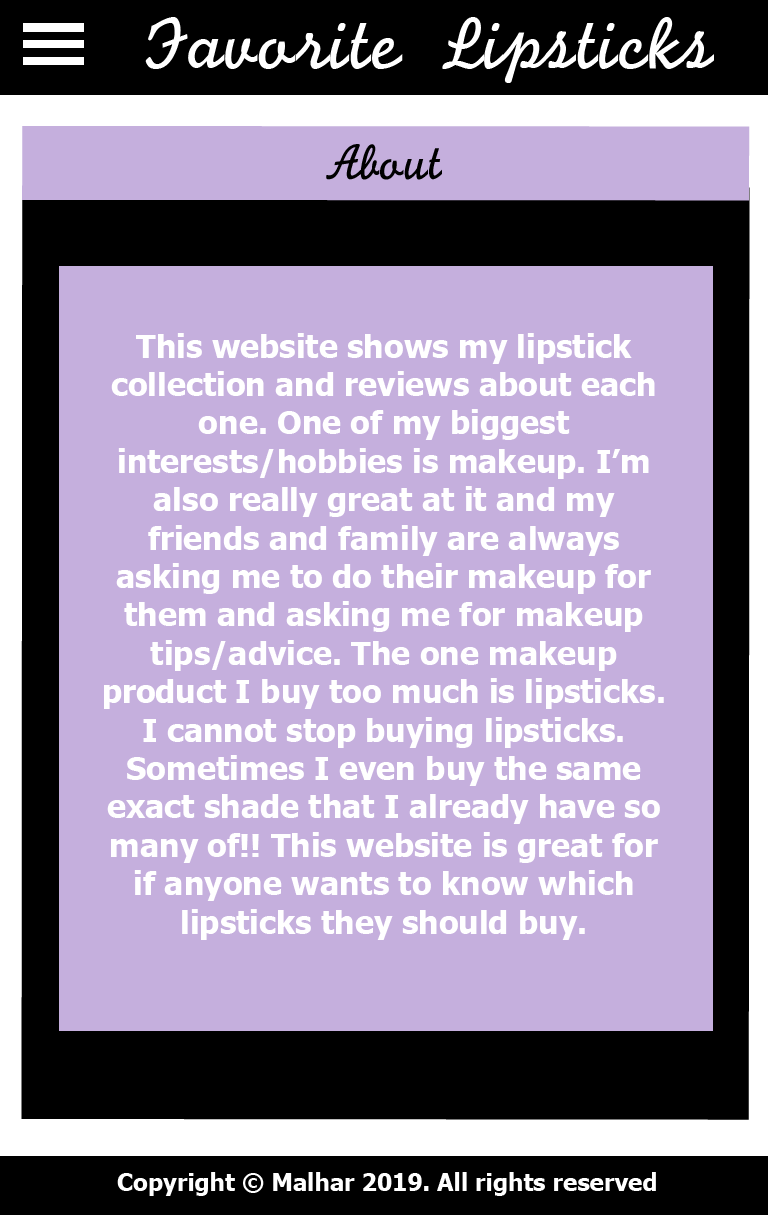 Favorite Lipsticks
About
This website shows my lipstick
collection and reviews about each
one. One of my biggest
interests/hobbies is makeup. I’m
also really great at it and my
friends and family are always
asking me to do their makeup for
them and asking me for makeup
tips/advice. The one makeup
product I buy too much is lipsticks.
I cannot stop buying lipsticks.
Sometimes I even buy the same
exact shade that I already have so
many of!! This website is great for
if anyone wants to know which
lipsticks they should buy.
Copyright © Malhar 2019. All rights reserved